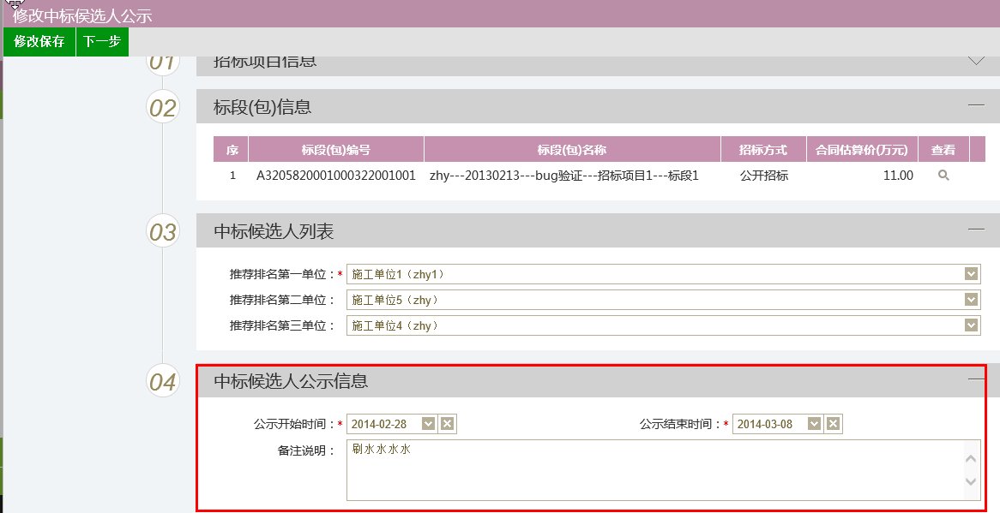 修改中标侯选人公示
修改保存 下一步
01 招标项目信息
02 标段(包)信息
序 标段(包)编号 标段(包)名称 招标方式 合同估算价(万元) 查看
1 A3205820001000322001001 zhy---20130213---bug验证---招标项目1---标段1 公开招标 11.00
03 中标候选人列表
推荐排名第一单位：* 施工单位1（zhy1）
推荐排名第二单位： 施工单位5（zhy）
推荐排名第三单位： 施工单位4（zhy）
04 中标候选人公示信息
公示开始时间：* 2014-02-28 公示结束时间：* 2014-03-08
备注说明： 刷水水水水